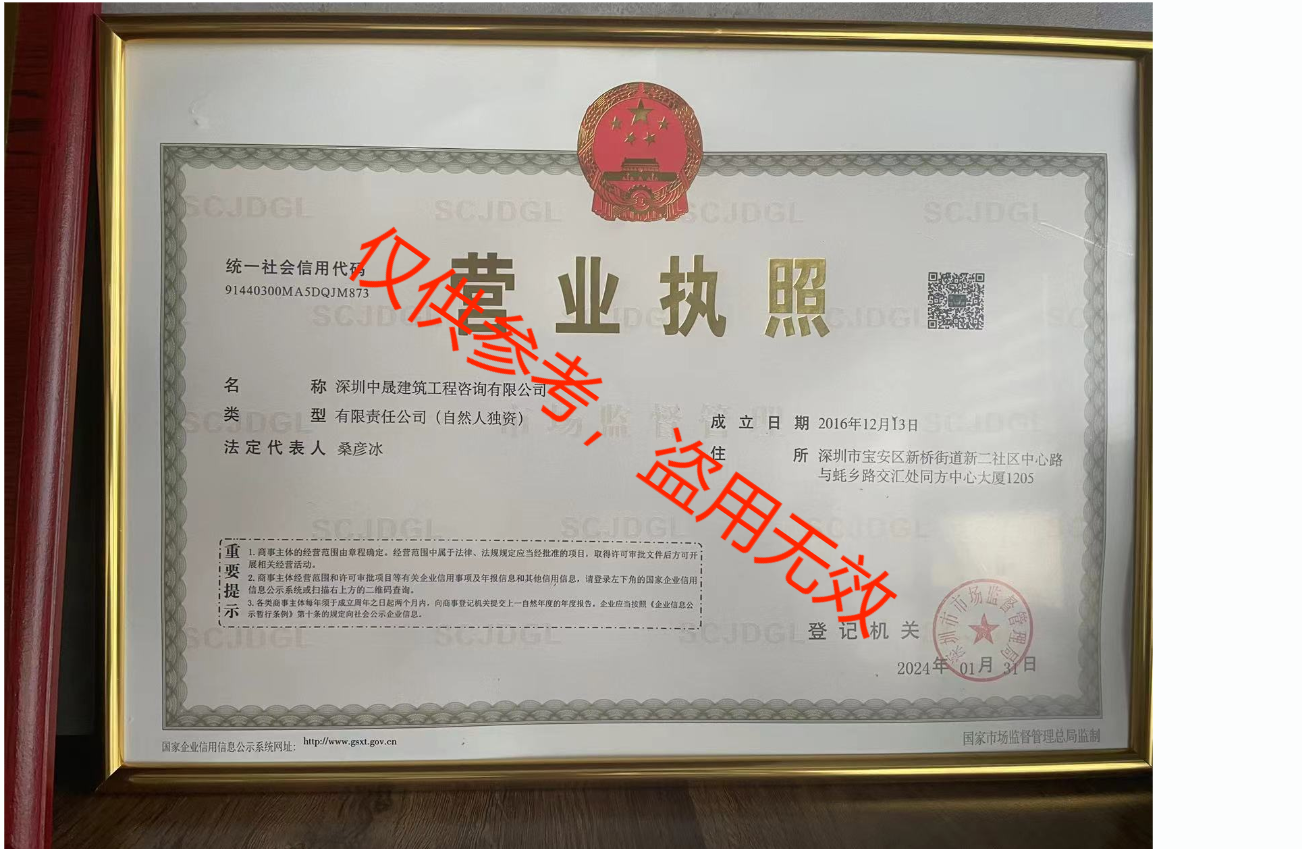 统一社会信用代码
91440300MA5DQJM873
营业执照
名称 深圳中晟建筑工程咨询有限公司
类型 有限责任公司（自然人独资）
法定代表人 桑彦冰
成立日期 2016年12月13日
住所 深圳市宝安区新桥街道新二社区中心路
与蚝乡路交汇处同方中心大厦1205
仅供参考，盗用无效
重要提示
1.商事主体的经营范围由章程确定。经营范围中属于法律、法规规定应当经批准的项目，取得许可审批文件后方可开
展相关经营活动。
2.商事主体经营范围和许可审批项目等有关企业信用事项及年报信息和其他信用信息，请登录左下角的国家企业信用
信息公示系统或扫描右上方的二维码查询。
3.各类商事主体每年须于成立周年之日起两个月内，向商事登记机关提交上一自然年度的年度报告。企业应当按照《企业信息公
示暂行条例》第十条的规定向社会公示企业信息。
登记机关
深圳市市场监督管理局
2024年01月31日
国家企业信用信息公示系统网址：http://www.gsxt.gov.cn
国家市场监督管理总局监制
SCJDGL SCJDGL SCJDGL SCJDGL
市场监督管理